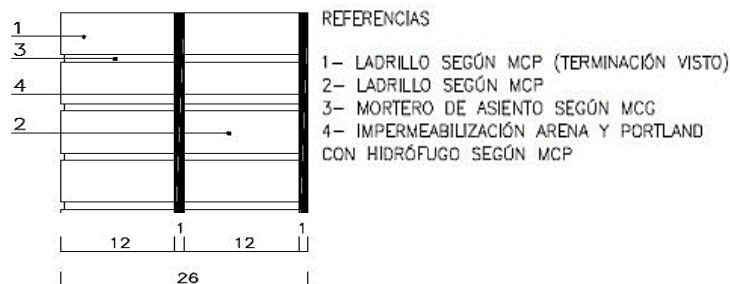 REFERENCIAS
1
3
4
2
1– LADRILLO SEGÚN MCP (TERMINACIÓN VISTO)
2– LADRILLO SEGÚN MCP
3– MORTERO DE ASIENTO SEGÚN MCG
4– IMPERMEABILIZACIÓN ARENA Y PORTLAND
CON HIDRÓFUGO SEGÚN MCP
12 1 12 1
26